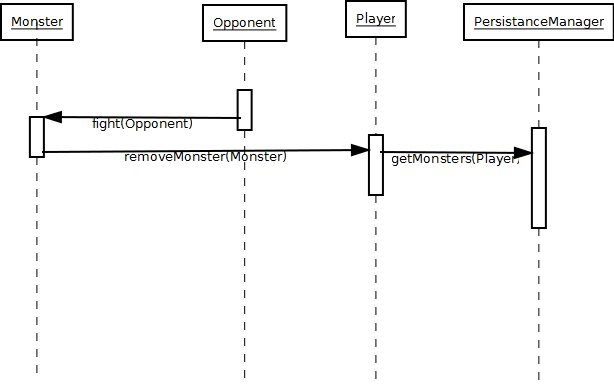 Monster
Opponent
Player
PersistanceManager
fight(Opponent)
removeMonster(Monster)
getMonsters(Player)